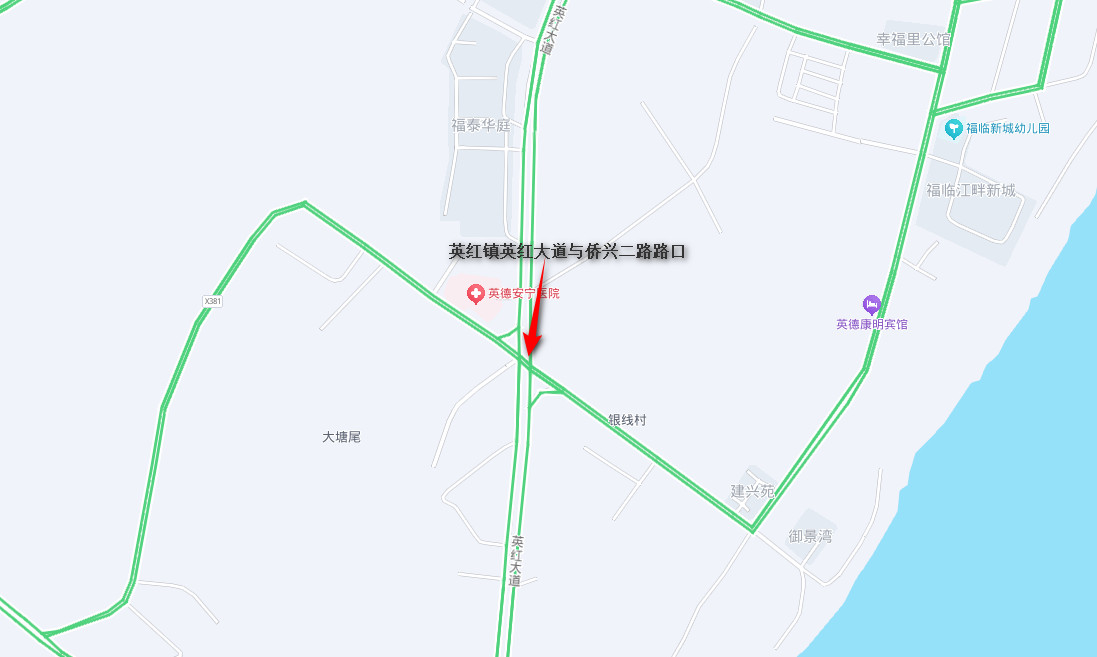 英红大道
幸福里公馆
福泰华庭
福临新城幼儿园
福临江畔新城
英红镇英红大道与侨兴二路路口
英德安宁医院
X381
英德康明宾馆
银线村
大塘尾
建兴苑
御景湾
英红大道